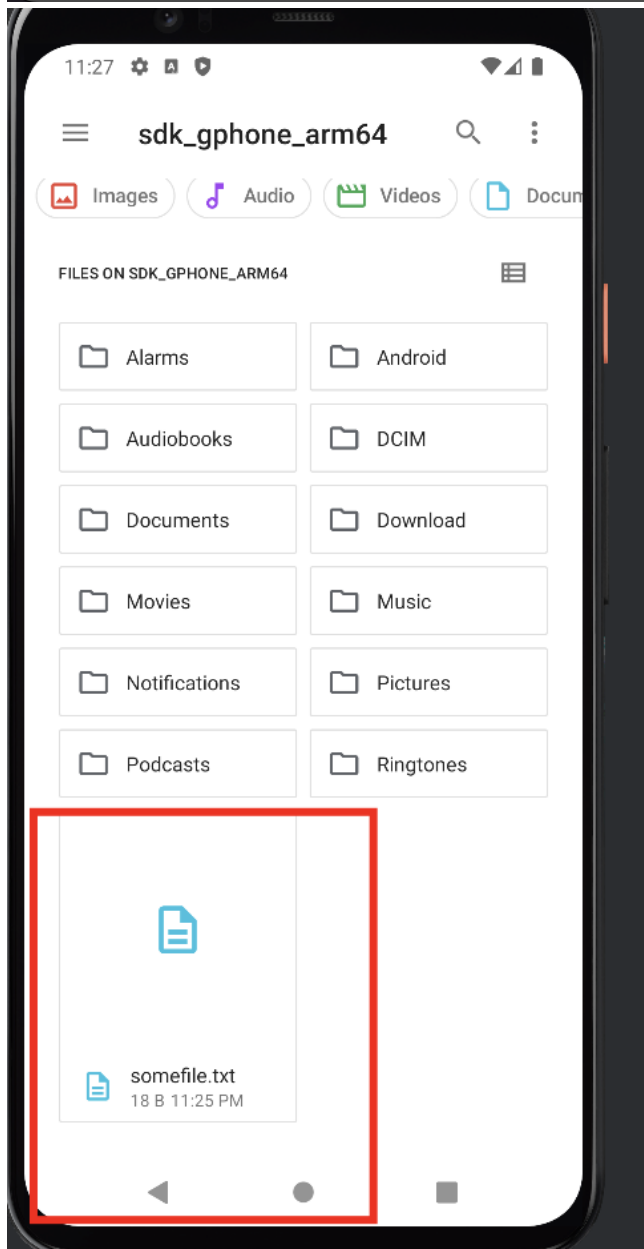 11:27
sdk_gphone_arm64
Images Audio Videos Docum
FILES ON SDK_GPHONE_ARM64
Alarms Android
Audiobooks DCIM
Documents Download
Movies Music
Notifications Pictures
Podcasts Ringtones
somefile.txt
18 B 11:25 PM